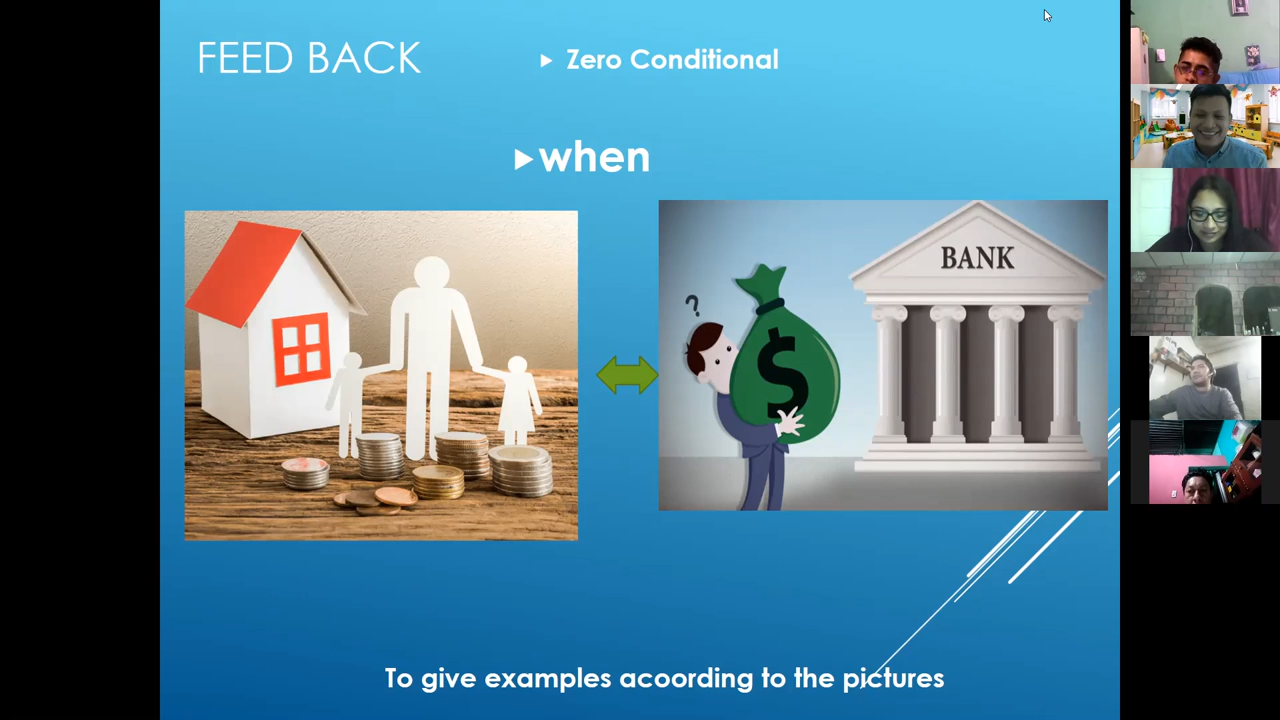 FEED BACK
Zero Conditional
when
?
BANK
$
To give examples acoording to the pictures